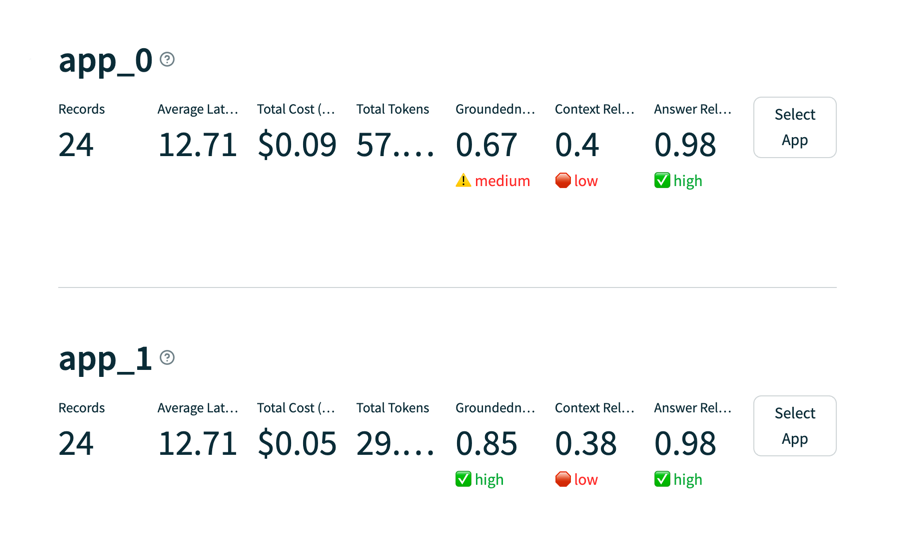 app_0
Records Average Lat... Total Cost (... Total Tokens Groundedn... Context Rel... Answer Rel...
24 12.71 $0.09 57.... 0.67 0.4 0.98
Select
App
medium low high
app_1
Records Average Lat... Total Cost (... Total Tokens Groundedn... Context Rel... Answer Rel...
24 12.71 $0.05 29.... 0.85 0.38 0.98
Select
App
high low high